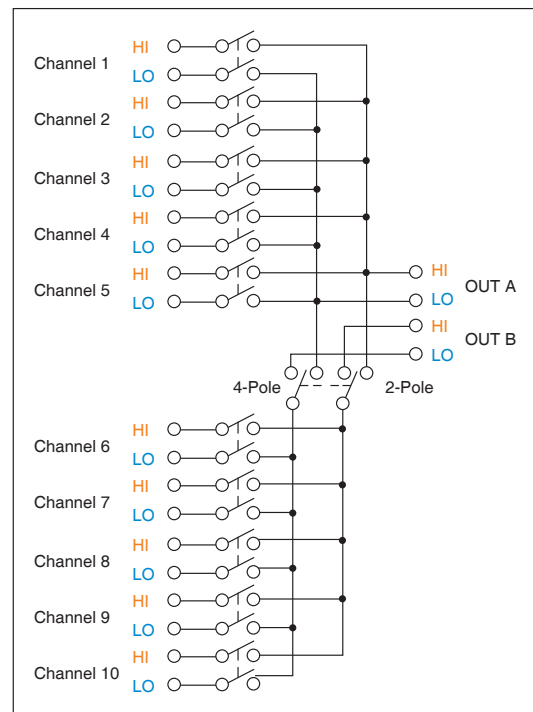 Channel 1 HI
LO
Channel 2 HI
LO
Channel 3 HI
LO
Channel 4 HI
LO
Channel 5 HI
LO
HI OUT A
LO
HI OUT B
LO
4-Pole 2-Pole
Channel 6 HI
LO
Channel 7 HI
LO
Channel 8 HI
LO
Channel 9 HI
LO
Channel 10 HI
LO